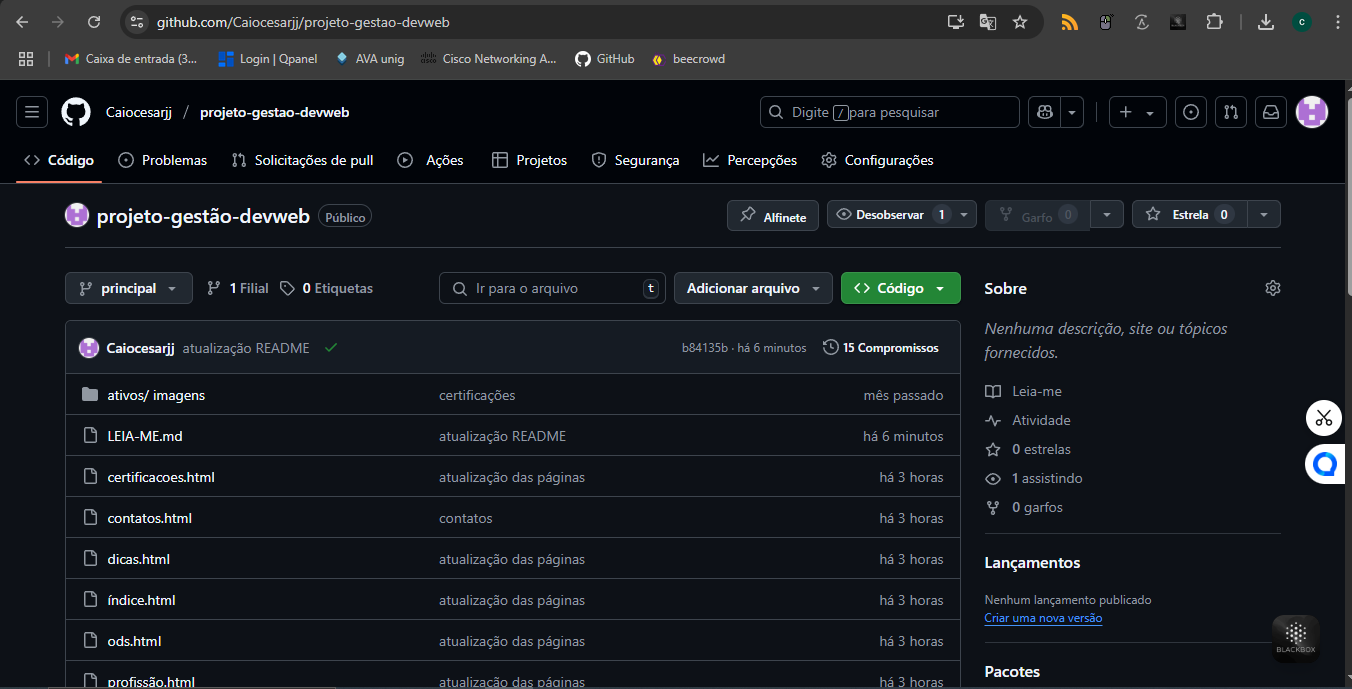 github.com/Caiocesarjj/projeto-gestao-devweb
C
Caixa de entrada (3... Login | Qpanel AVA unig Cisco Networking A... GitHub beecrowd
Caiocesarjj / projeto-gestao-devweb Digite / para pesquisar
Código Problemas Solicitações de pull Ações Projetos Segurança Percepções Configurações
projeto-gestão-devweb Público Alfinete Desobservar 1 Garfo 0 Estrela 0
principal 1 Filial 0 Etiquetas Ir para o arquivo t Adicionar arquivo Código Sobre
Caiocesarjj atualização README b84135b · há 6 minutos 15 Compromissos
ativos/ imagens certificações mês passado
LEIA-ME.md atualização README há 6 minutos
certificacoes.html atualização das páginas há 3 horas
contatos.html contatos há 3 horas
dicas.html atualização das páginas há 3 horas
índice.html atualização das páginas há 3 horas
ods.html atualização das páginas há 3 horas
profissão.html atualização das páginas há 3 horas
Nenhuma descrição, site ou tópicos
fornecidos.
Leia-me
Atividade
0 estrelas
1 assistindo
0 garfos
Lançamentos
Nenhum lançamento publicado
Criar uma nova versão
BLACKBOX
Pacotes